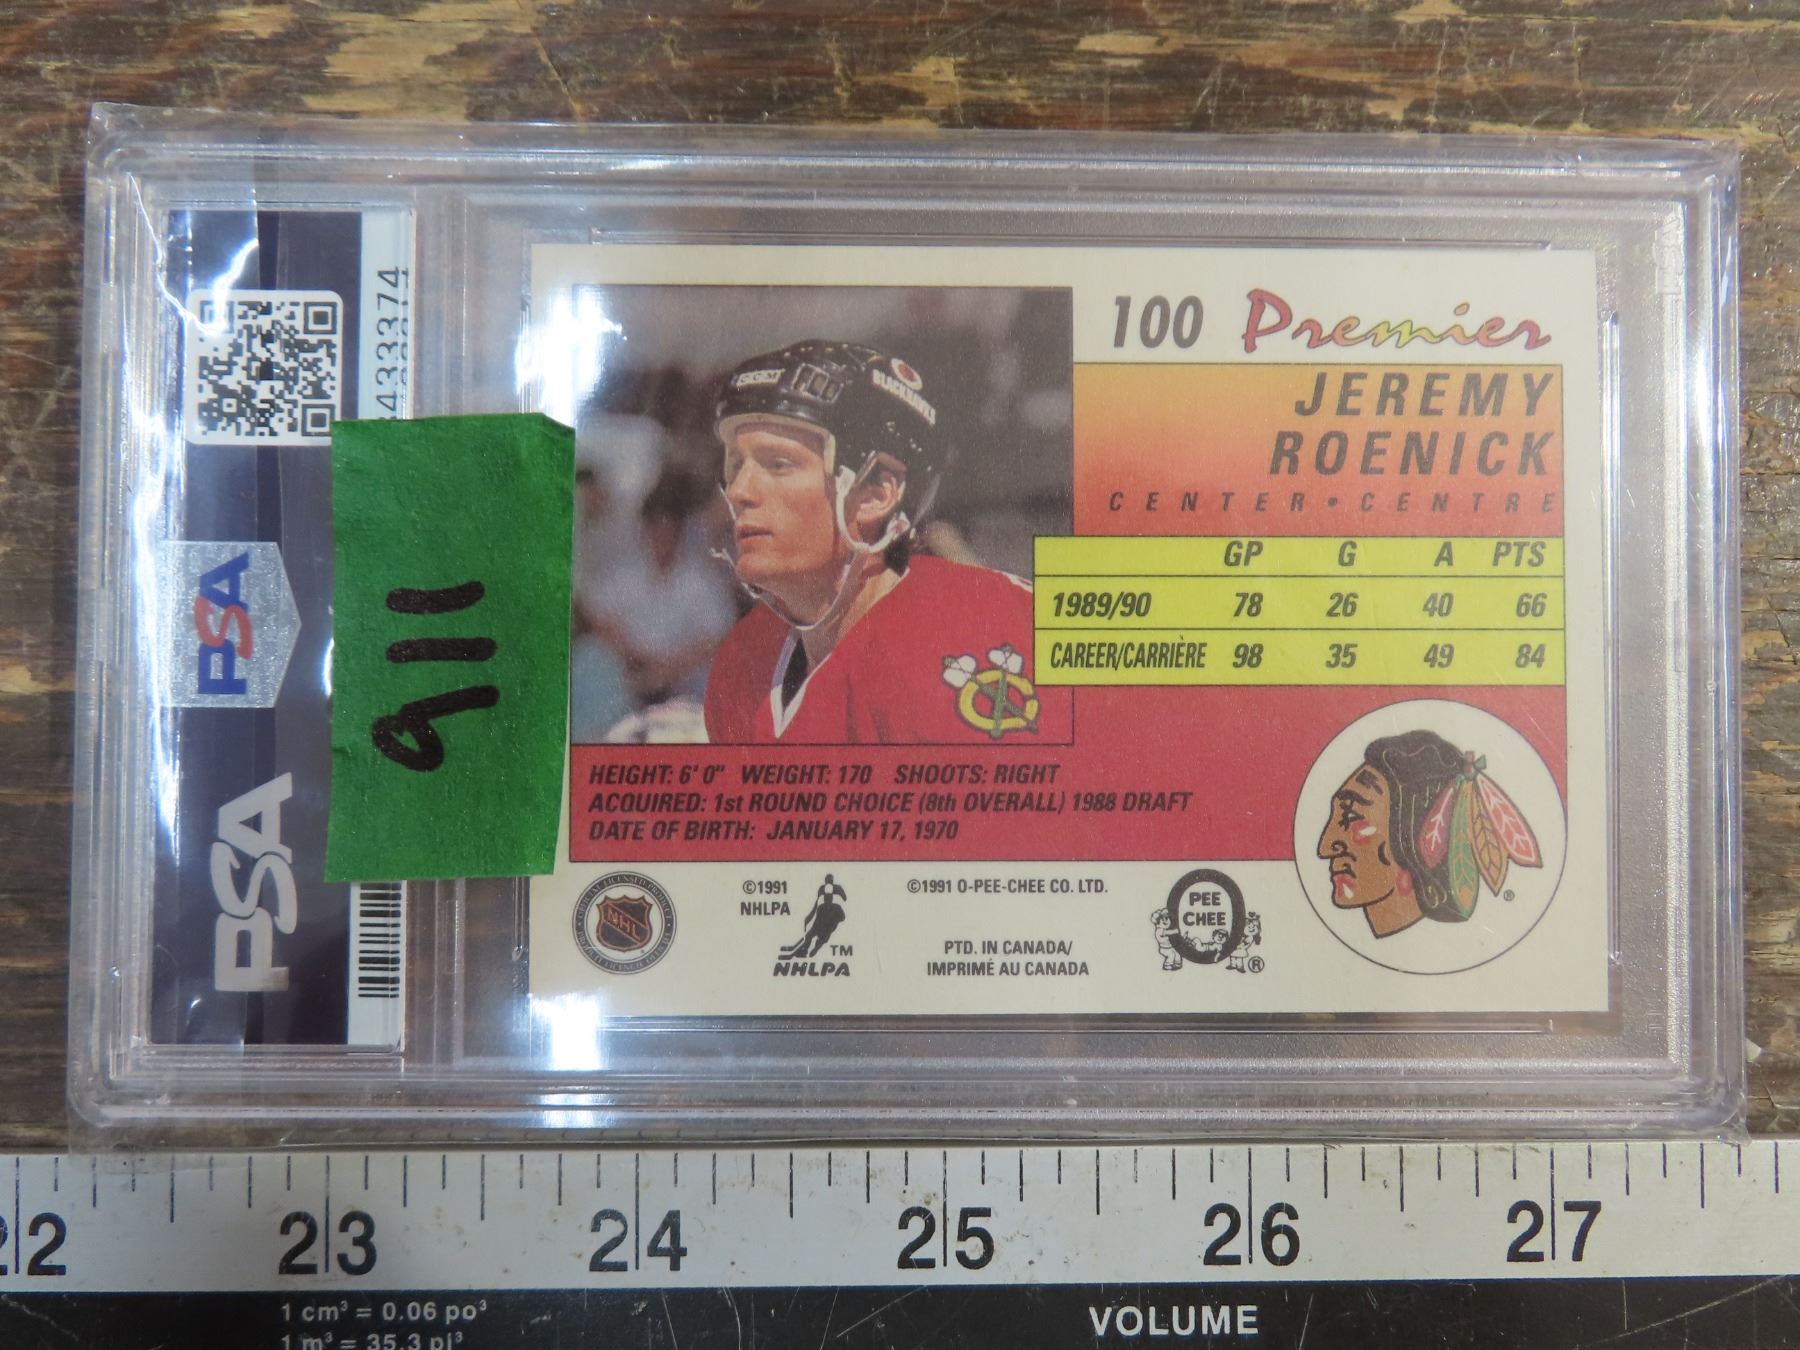 PSA
PSA
911
100 Premier
JEREMY
ROENICK
CENTER • CENTRE
GP G A PTS
1989/90 78 26 40 66
CAREER/CARRIÈRE 98 35 49 84
CCM
BLACKHAWKS
HEIGHT: 6' 0" WEIGHT: 170 SHOOTS: RIGHT
ACQUIRED: 1st ROUND CHOICE (8th OVERALL) 1988 DRAFT
DATE OF BIRTH: JANUARY 17, 1970
NHL
©1991
NHLPA
TM
NHLPA
©1991 O-PEE-CHEE CO. LTD.
PTD. IN CANADA/
IMPRIMÉ AU CANADA
PEE
CHEE
®
®
22 23 24 25 26 27
1 cm³ = 0.06 po³
1 m³ = 35.3 pi³
VOLUME